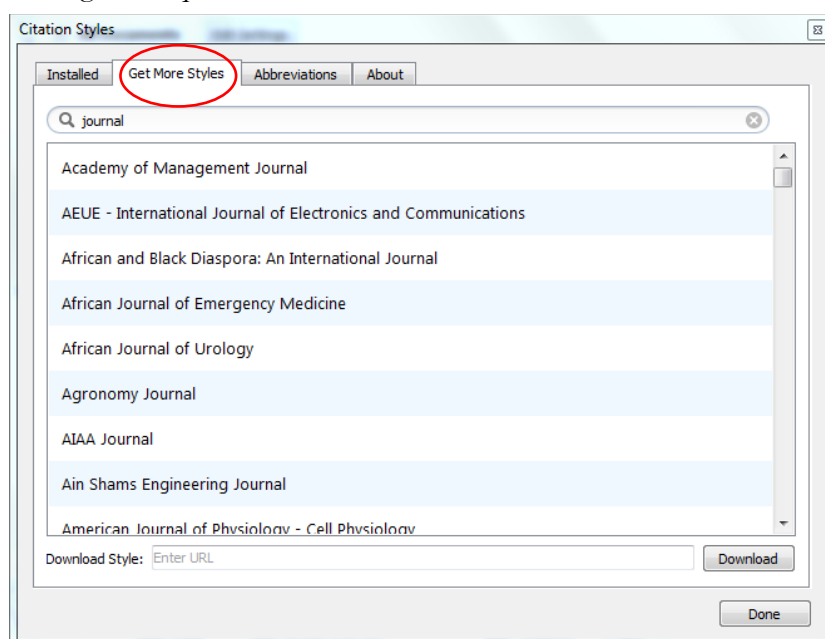 Citation Styles
Installed Get More Styles Abbreviations About
journal
Academy of Management Journal
AEUE - International Journal of Electronics and Communications
African and Black Diaspora: An International Journal
African Journal of Emergency Medicine
African Journal of Urology
Agronomy Journal
AIAA Journal
Ain Shams Engineering Journal
American Journal of Physiology - Cell Physiology
Download Style: Enter URL Download
Done